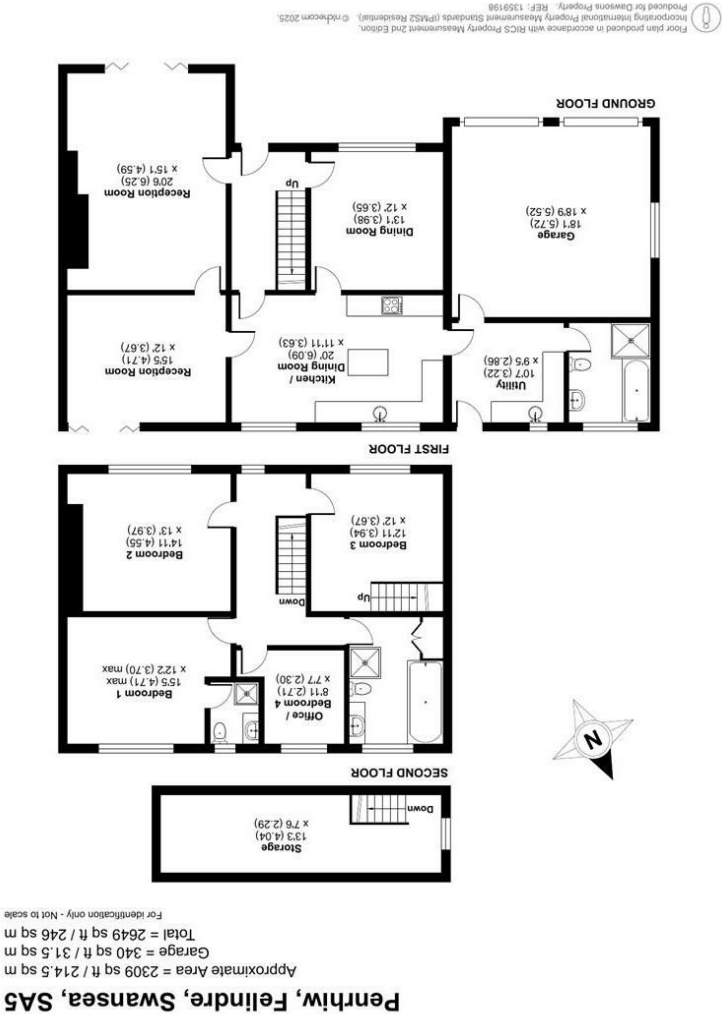 Penrhiw, Felindre, Swansea, SA5
Approximate Area = 2309 sq ft / 214.5 sq m
Garage = 340 sq ft / 31.5 sq m
Total = 2649 sq ft / 246 sq m
For identification only - Not to scale
Storage
13'3 (4.04)
x 7'6 (2.29)
Down
SECOND FLOOR
N
Office /
Bedroom 4
8'11 (2.71)
x 7'7 (2.30)
Bedroom 1
15'5 (4.71) max
x 12'2 (3.70) max
Up
Down
Bedroom 3
12'11 (3.94)
x 12' (3.67)
Bedroom 2
14'11 (4.55)
x 13' (3.97)
FIRST FLOOR
Utility
10'7 (3.22)
x 9'5 (2.86)
Kitchen /
Dining Room
20' (6.09)
x 11'11 (3.63)
Reception Room
15'5 (4.71)
x 12' (3.67)
Garage
18'1 (5.72)
x 18'9 (5.52)
Dining Room
13'1 (3.98)
x 12' (3.65)
Up
Reception Room
20'6 (6.25)
x 15'1 (4.59)
GROUND FLOOR
Floor plan produced in accordance with RICS Property Measurement 2nd Edition,
Incorporating International Property Measurement Standards (IPMS2 Residential). © nichecom 2025.
Produced for Dawsons Property. REF: 1359198